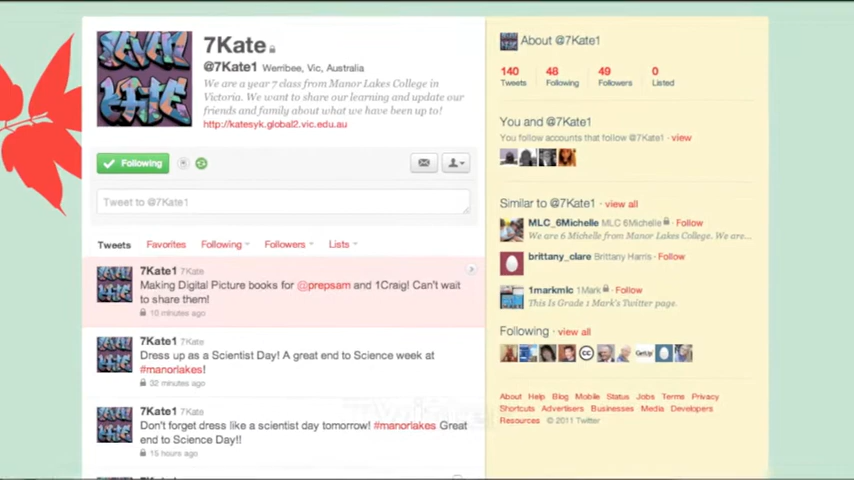 7Kate
@7Kate1 Werribee, Vic, Australia
We are a year 7 class from Manor Lakes College in
Victoria. We want to share our learning and update our
friends and family about what we have been up to!
http://katesyk.global2.vic.edu.au
Following
Tweet to @7Kate1
Tweets Favorites Following Followers Lists
7Kate1 7Kate
Making Digital Picture books for @prepsam and 1Craig! Can't wait
to share them!
10 minutes ago
7Kate1 7Kate
Dress up as a Scientist Day! A great end to Science week at
#manorlakes!
32 minutes ago
7Kate1 7Kate
Don't forget dress like a scientist day tomorrow! #manorlakes Great
end to Science Day!!
15 hours ago
7Kate1 7Kate
About @7Kate1
140 48 49 0
Tweets Following Followers Listed
You and @7Kate1
You follow accounts that follow @7Kate1 · view
Similar to @7Kate1 · view all
MLC_6Michelle MLC 6Michelle · Follow
We are 6 Michelle from Manor Lakes College. We are...
brittany_clare Brittany Harris · Follow
1markmlc 1Mark · Follow
This Is Grade 1 Mark's Twitter page.
Following · view all
GetUp!
About Help Blog Mobile Status Jobs Terms Privacy
Shortcuts Advertisers Businesses Media Developers
Resources © 2011 Twitter